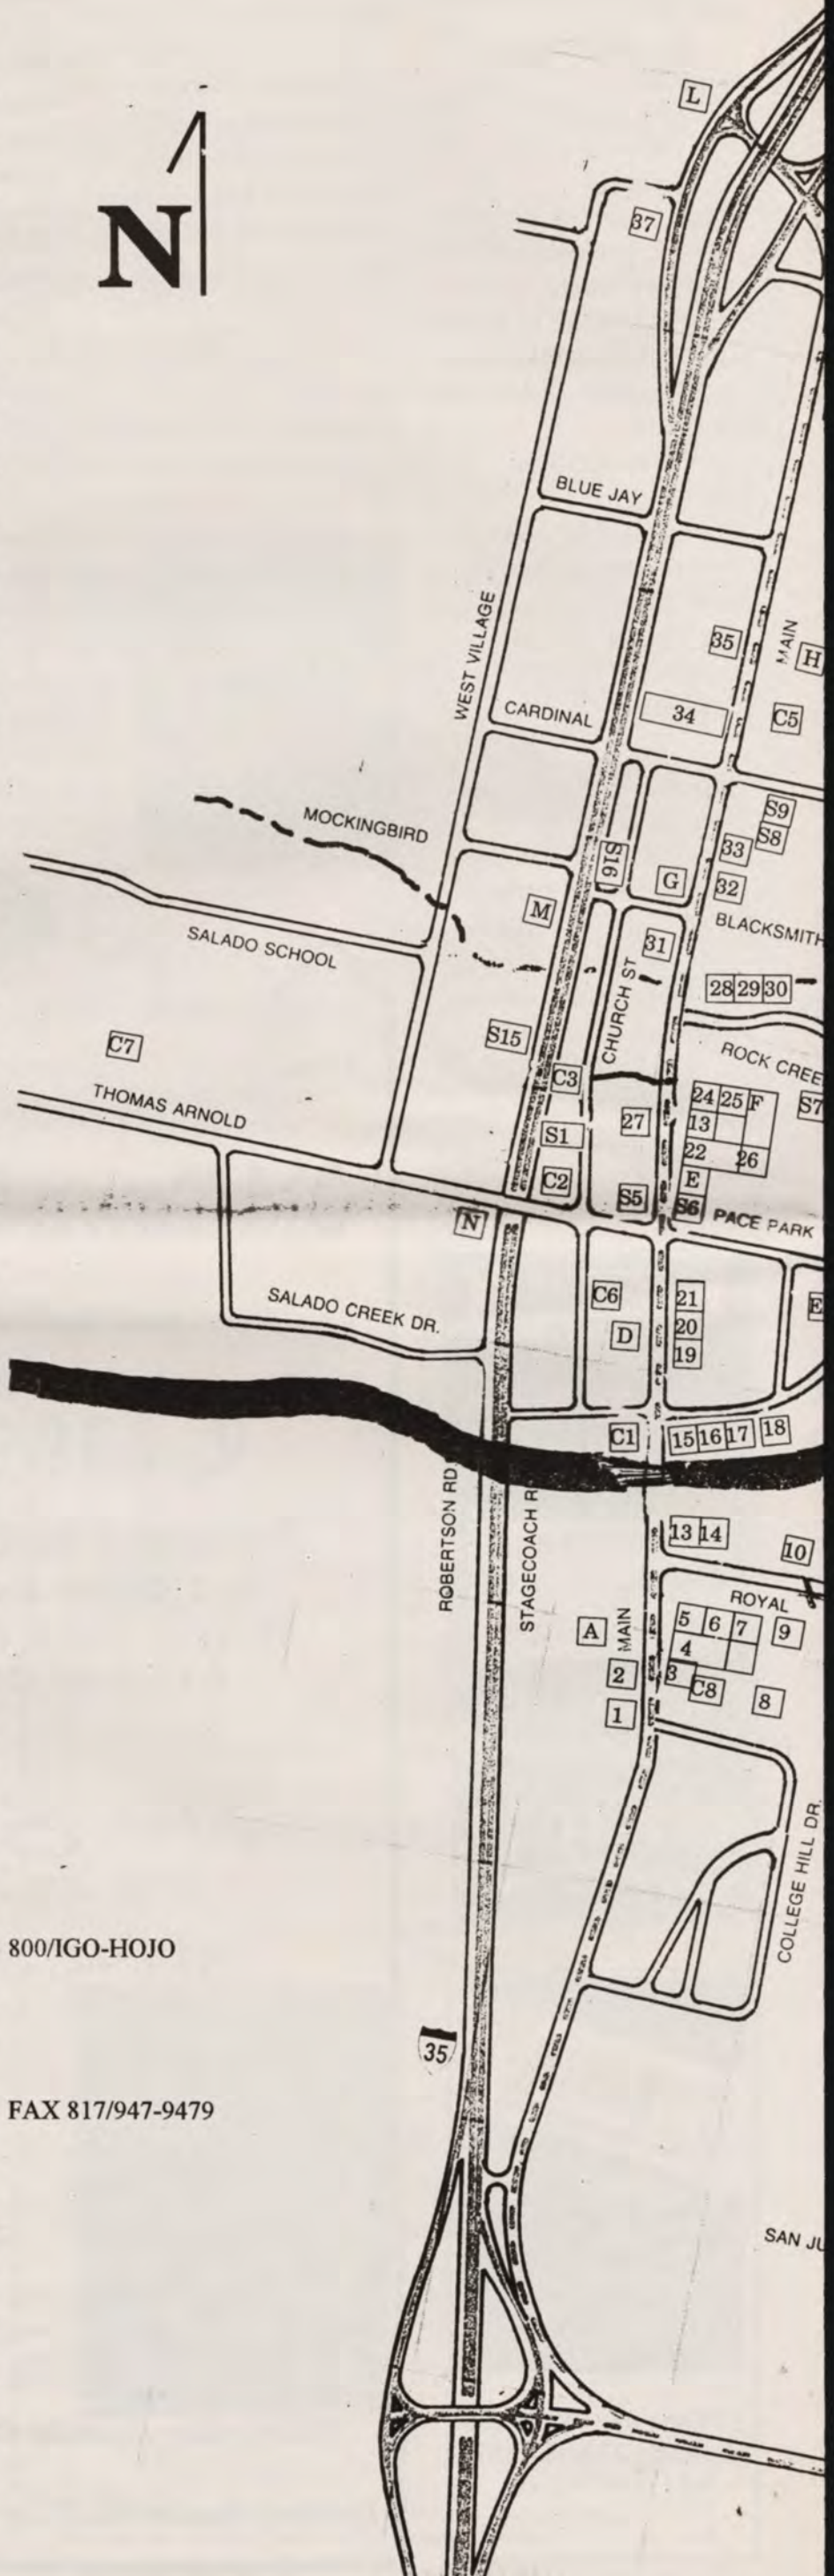 L
N
37
BLUE JAY
WEST VILLAGE
35
MAIN
H
CARDINAL
34
C5
MOCKINGBIRD
S9
S8
33
S16
G
32
M
BLACKSMITH
SALADO SCHOOL
31
CHURCH ST
28 29 30
S15
C7
ROCK CREE
C3
THOMAS ARNOLD
24 25 F
S7
13
27
S1
22 26
C2
E
S5
S6
PACE PARK
N
SALADO CREEK DR.
C6
21
E
D
20
19
C1
15 16 17 18
ROBERTSON RD
STAGECOACH R
13 14
10
ROYAL
A
MAIN
5 6 7
9
4
2
3
C8
8
1
COLLEGE HILL DR.
800/IGO-HOJO
35
FAX 817/947-9479
SAN JU